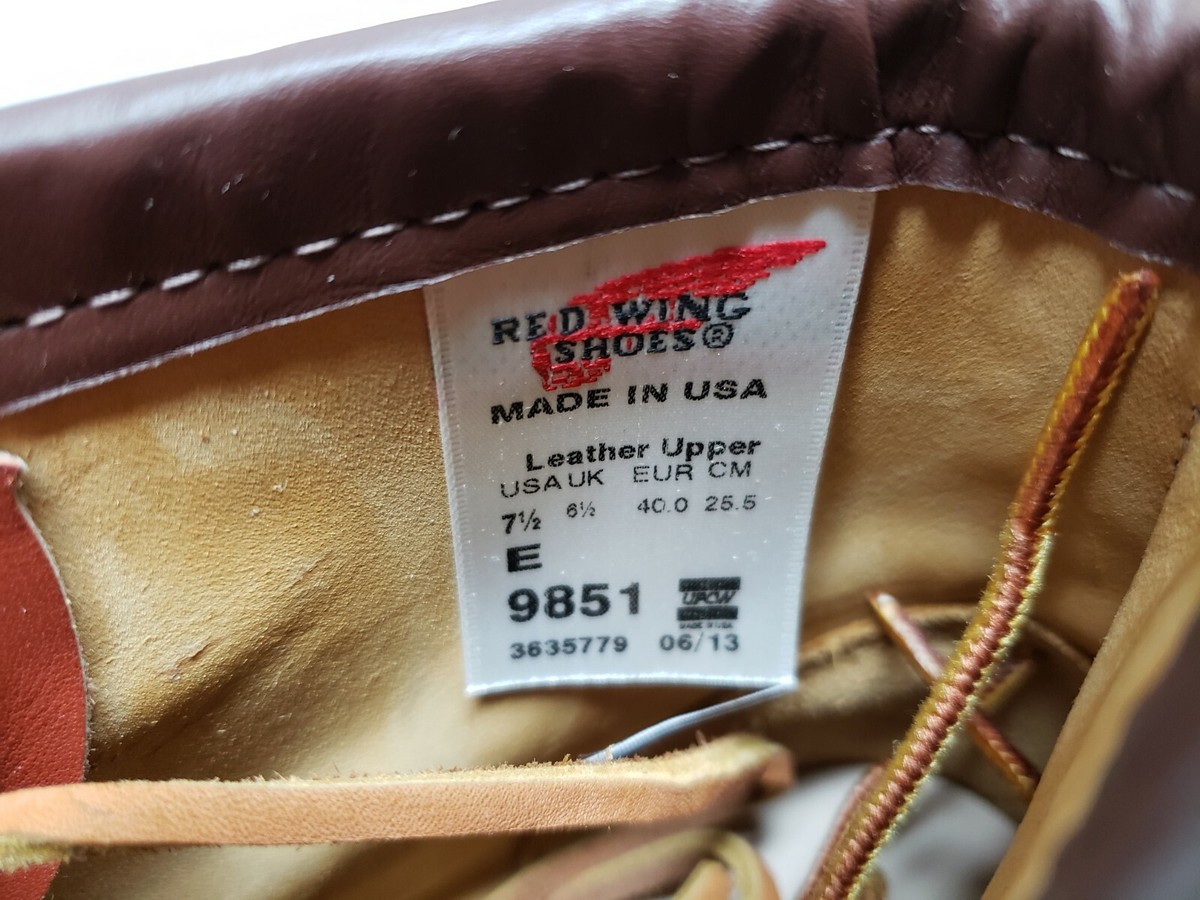 RED WING
SHOES®
MADE IN USA
Leather Upper
USA UK EUR CM
7½ 6½ 40.0 25.5
E
9851
UFCW
3635779 06/13